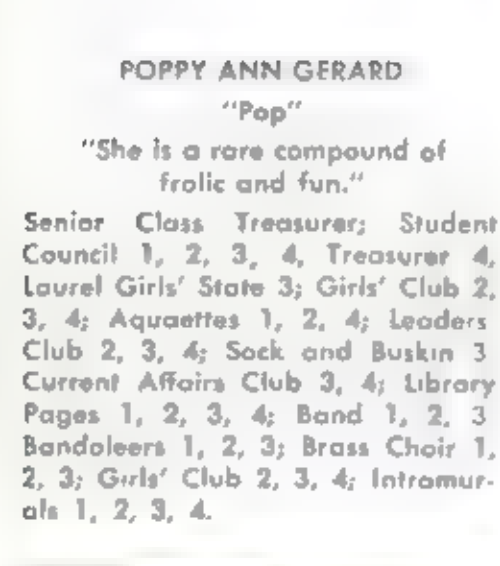 POPPY ANN GERARD
"Pop"
"She is a rare compound of
frolic and fun."
Senior Class Treasurer; Student
Council 1, 2, 3, 4, Treasurer 4,
Laurel Girls' State 3; Girls' Club 2,
3, 4; Aquaettes 1, 2, 4; Leaders
Club 2, 3, 4; Sock and Buskin 3
Current Affairs Club 3, 4; Library
Pages 1, 2, 3, 4; Band 1, 2, 3
Bandoleers 1, 2, 3; Brass Choir 1,
2, 3; Girls' Club 2, 3, 4; Intramur-
als 1, 2, 3, 4.